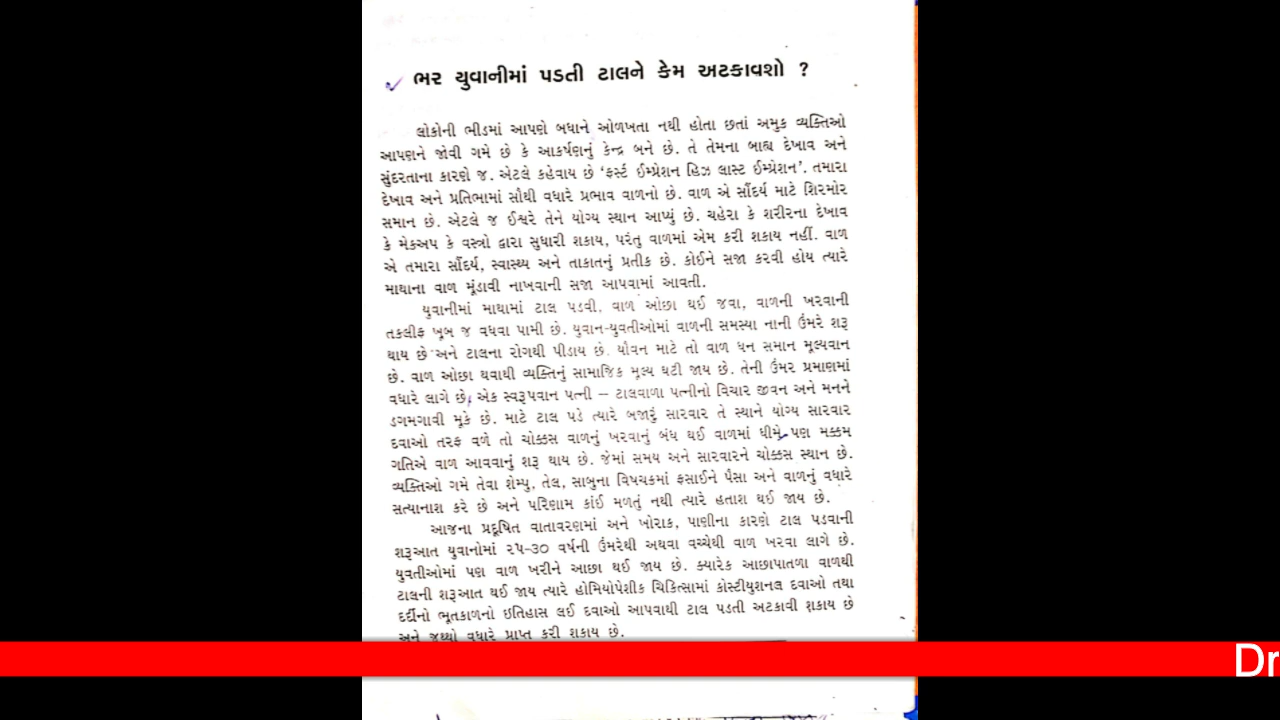 ભર યુવાનીમાં પડતી ટાલને કેમ અટકાવશો ?
લોકોની ભીડમાં આપણે બધાને ઓળખતા નથી હોતા છતાં અમુક વ્યક્તિઓ
આપણને જોવી ગમે છે કે આકર્ષણનું કેન્દ્ર બને છે. તે તેમના બાહ્ય દેખાવ અને
સુંદરતાના કારણે જ. એટલે કહેવાય છે ‘ફર્સ્ટ ઈમ્પ્રેશન હિઝ લાસ્ટ ઈમ્પ્રેશન’. તમારા
દેખાવ અને પ્રતિભામાં સૌથી વધારે પ્રભાવ વાળનો છે. વાળ એ સૌંદર્ય માટે શિરમોર
સમાન છે. એટલે જ ઈશ્વરે તેને યોગ્ય સ્થાન આપ્યું છે. ચહેરા કે શરીરના દેખાવ
કે મેકઅપ કે વસ્ત્રો દ્વારા સુધારી શકાય, પરંતુ વાળમાં એમ કરી શકાય નહીં. વાળ
એ તમારા સૌંદર્ય, સ્વાસ્થ્ય અને તાકાતનું પ્રતીક છે. કોઈને સજા કરવી હોય ત્યારે
માથાના વાળ મૂંડાવી નાખવાની સજા આપવામાં આવતી.
યુવાનીમાં માથામાં ટાલ પડવી, વાળ ઓછા થઈ જવા, વાળની ખરવાની
તકલીફ ખૂબ જ વધવા પામી છે. યુવાન-યુવતીઓમાં વાળની સમસ્યા નાની ઉંમરે શરૂ
થાય છે અને ટાલના રોગથી પીડાય છે. યૌવન માટે તો વાળ ધન સમાન મૂલ્યવાન
છે. વાળ ઓછા થવાથી વ્યક્તિનું સામાજિક મૂલ્ય ઘટી જાય છે. તેની ઉંમર પ્રમાણમાં
વધારે લાગે છે, એક સ્વરૂપવાન પત્ની – ટાલવાળા પત્નીનો વિચાર જીવન અને મનને
ડગમગાવી મૂકે છે. માટે ટાલ પડે ત્યારે બજારું સારવાર તે સ્થાને યોગ્ય સારવાર
દવાઓ તરફ વળે તો ચોક્કસ વાળનું ખરવાનું બંધ થઈ વાળમાં ધીમે પણ મક્કમ
ગતિએ વાળ આવવાનું શરૂ થાય છે. જેમાં સમય અને સારવારને ચોક્કસ સ્થાન છે.
વ્યક્તિઓ ગમે તેવા શેમ્પુ, તેલ, સાબુના વિષચક્રમાં ફસાઈને પૈસા અને વાળનું વધારે
સત્યાનાશ કરે છે અને પરિણામ કાંઈ મળતું નથી ત્યારે હતાશ થઈ જાય છે.
આજના પ્રદૂષિત વાતાવરણમાં અને ખોરાક, પાણીના કારણે ટાલ પડવાની
શરૂઆત યુવાનોમાં ૨૫-૩૦ વર્ષની ઉંમરેથી અથવા વચ્ચેથી વાળ ખરવા લાગે છે.
યુવતીઓમાં પણ વાળ ખરીને આછા થઈ જાય છે. ક્યારેક આછાપાતળા વાળથી
ટાલની શરૂઆત થઈ જાય ત્યારે હોમિયોપેથીક ચિકિત્સામાં કોસ્ટીયુશનલ દવાઓ તથા
દર્દીનો ભૂતકાળનો ઇતિહાસ લઈ દવાઓ આપવાથી ટાલ પડતી અટકાવી શકાય છે
અને જથ્થો વધારે પ્રાપ્ત કરી શકાય છે.
Dr